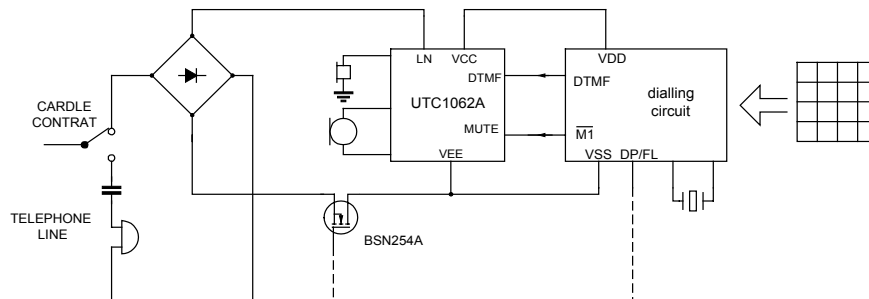 LN
VCC
VDD
DTMF
DTMF
dialling
circuit
UTC1062A
CARDLE
CONTRAT
MUTE
M1
VEE
VSS
DP/FL
TELEPHONE
LINE
BSN254A